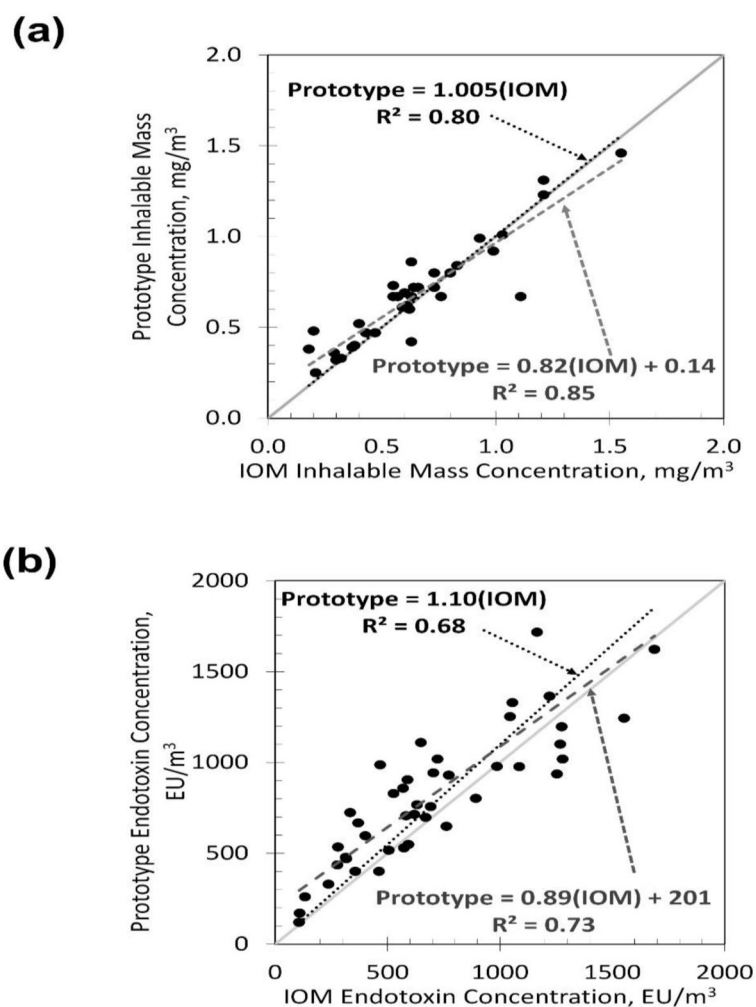 (a)
2.0
1.5
1.0
0.5
0.0
Prototype Inhalable Mass
Concentration, mg/m³
Prototype = 1.005(IOM)
R² = 0.80
Prototype = 0.82(IOM) + 0.14
R² = 0.85
0.0 0.5 1.0 1.5 2.0
IOM Inhalable Mass Concentration, mg/m³
(b)
2000
1500
1000
500
0
Prototype Endotoxin Concentration,
EU/m³
Prototype = 1.10(IOM)
R² = 0.68
Prototype = 0.89(IOM) + 201
R² = 0.73
0 500 1000 1500 2000
IOM Endotoxin Concentration, EU/m³